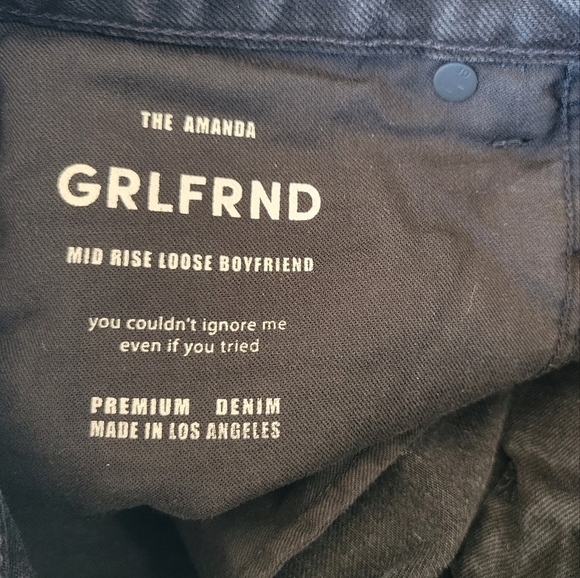 THE AMANDA
GRLFRND
MID RISE LOOSE BOYFRIEND
you couldn't ignore me
even if you tried
PREMIUM DENIM
MADE IN LOS ANGELES